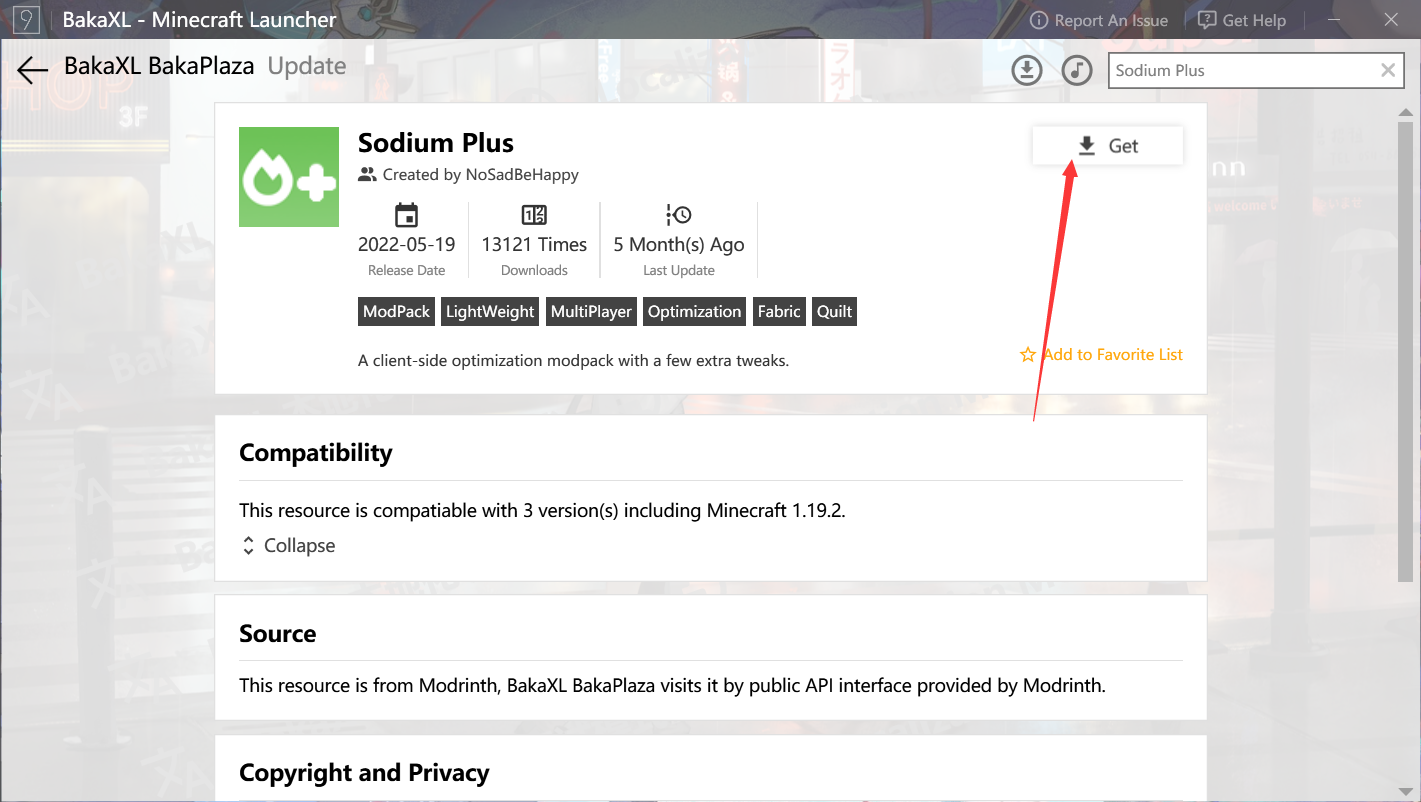 BakaXL - Minecraft Launcher
Report An Issue
Get Help
BakaXL BakaPlaza Update
Sodium Plus
Sodium Plus
Get
Created by NoSadBeHappy
2022-05-19
Release Date
13121 Times
Downloads
5 Month(s) Ago
Last Update
ModPack LightWeight MultiPlayer Optimization Fabric Quilt
A client-side optimization modpack with a few extra tweaks.
Add to Favorite List
Compatibility
This resource is compatiable with 3 version(s) including Minecraft 1.19.2.
Collapse
Source
This resource is from Modrinth, BakaXL BakaPlaza visits it by public API interface provided by Modrinth.
Copyright and Privacy
3F